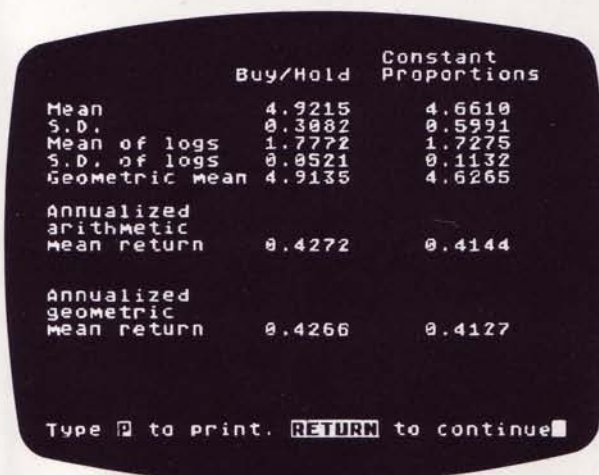 Constant
Buy/Hold Proportions
Mean 4.9215 4.6610
S.D. 0.3082 0.5991
Mean of logs 1.7772 1.7275
S.D. of logs 0.0521 0.1132
Geometric mean 4.9135 4.6265
Annualized
arithmetic
mean return 0.4272 0.4144
Annualized
geometric
mean return 0.4266 0.4127
Type P to print. RETURN to continue